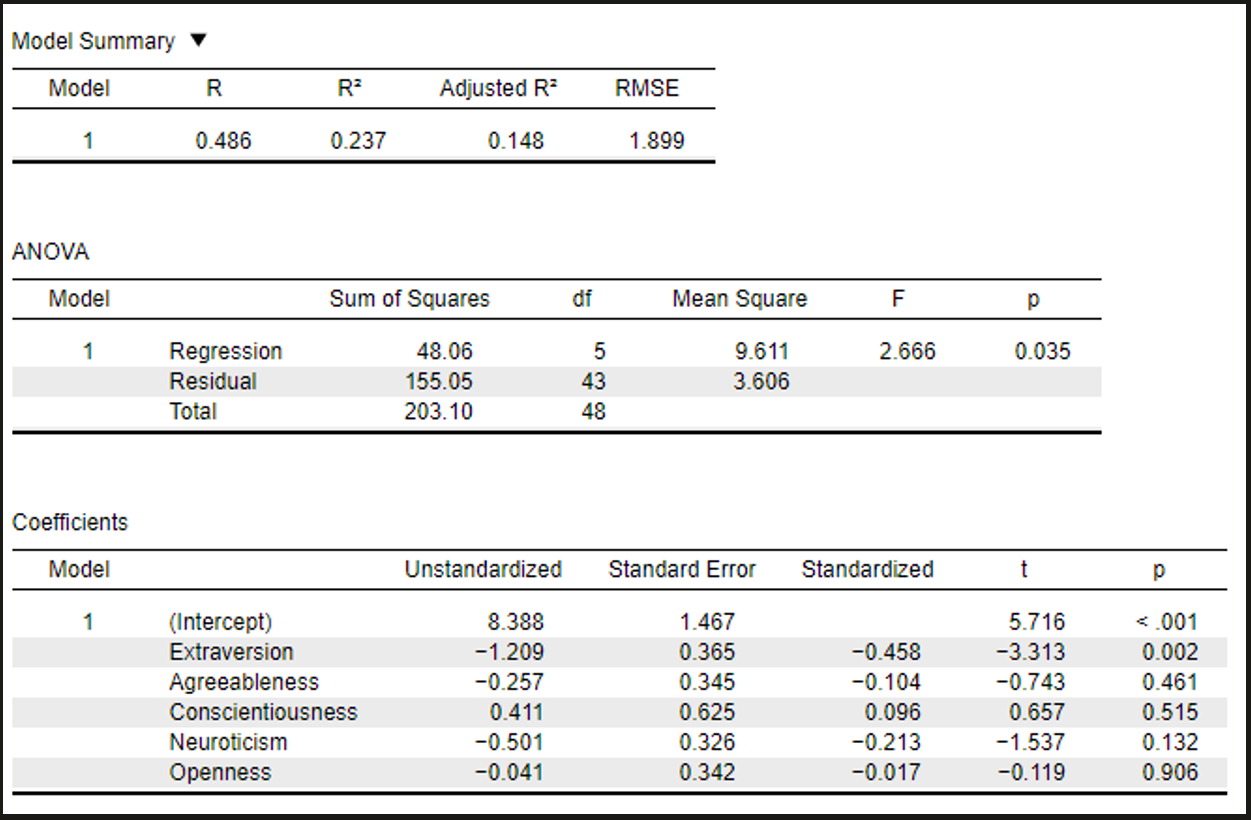 Model Summary ▼
Model R R² Adjusted R² RMSE
1 0.486 0.237 0.148 1.899
ANOVA
Model Sum of Squares df Mean Square F p
1 Regression 48.06 5 9.611 2.666 0.035
Residual 155.05 43 3.606
Total 203.10 48
Coefficients
Model Unstandardized Standard Error Standardized t p
1 (Intercept) 8.388 1.467 5.716 < .001
Extraversion −1.209 0.365 −0.458 −3.313 0.002
Agreeableness −0.257 0.345 −0.104 −0.743 0.461
Conscientiousness 0.411 0.625 0.096 0.657 0.515
Neuroticism −0.501 0.326 −0.213 −1.537 0.132
Openness −0.041 0.342 −0.017 −0.119 0.906